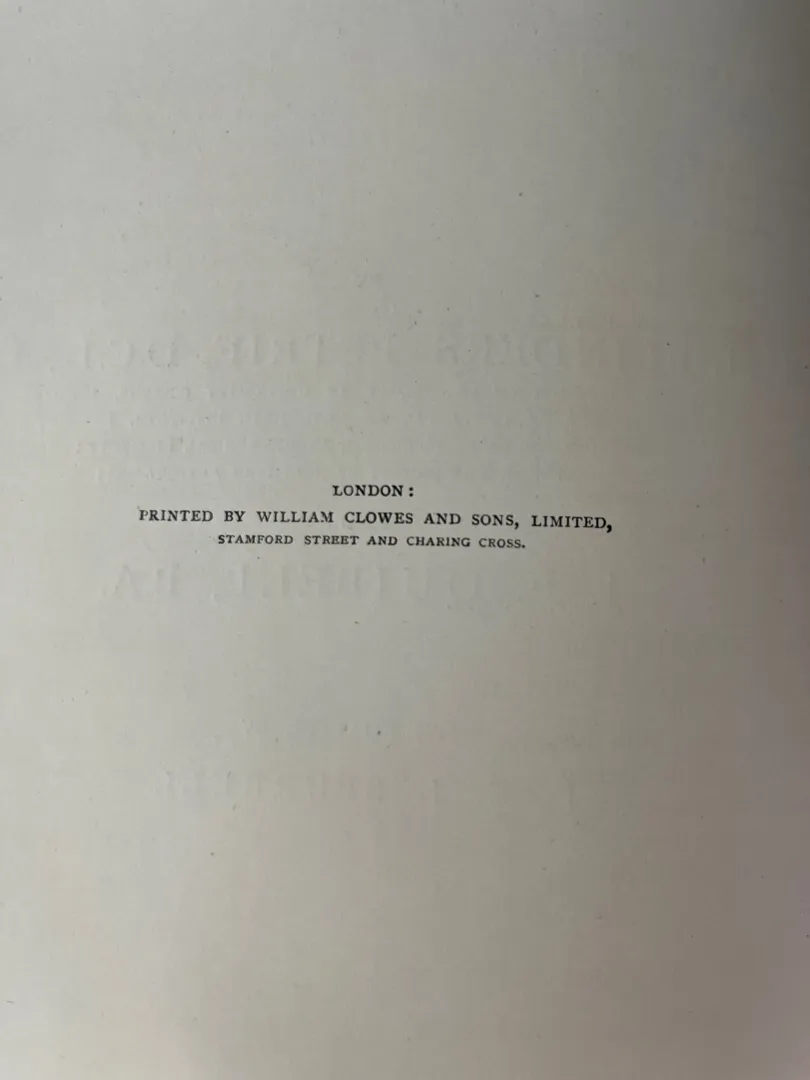 LONDON:
PRINTED BY WILLIAM CLOWES AND SONS, LIMITED,
STAMFORD STREET AND CHARING CROSS.